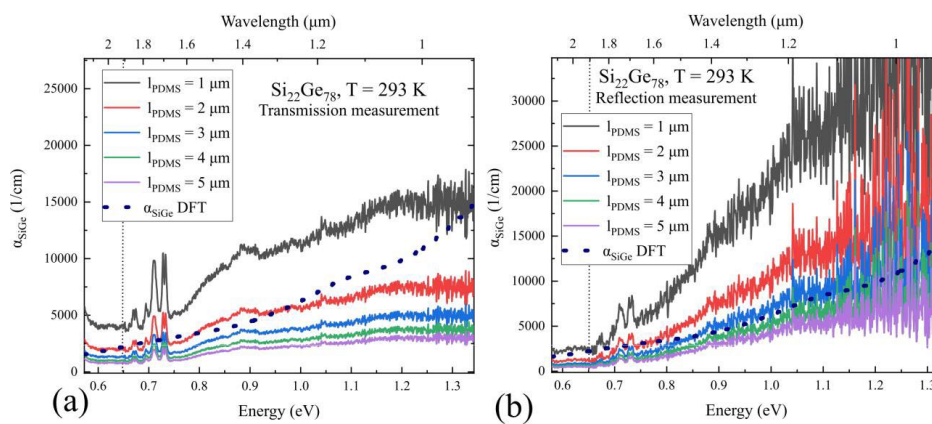 Wavelength (μm)
2 1.8 1.6 1.4 1.2 1
25000
20000
15000
10000
5000
0
α_SiGe (1/cm)
l_PDMS = 1 μm
l_PDMS = 2 μm
l_PDMS = 3 μm
l_PDMS = 4 μm
l_PDMS = 5 μm
α_SiGe DFT
Si₂₂Ge₇₈, T = 293 K
Transmission measurement
0.6 0.7 0.8 0.9 1.0 1.1 1.2 1.3
(a)
Energy (eV)
Wavelength (μm)
2 1.8 1.6 1.4 1.2 1
30000
25000
20000
15000
10000
5000
0
α_SiGe (1/cm)
Si₂₂Ge₇₈, T = 293 K
Reflection measurement
l_PDMS = 1 μm
l_PDMS = 2 μm
l_PDMS = 3 μm
l_PDMS = 4 μm
l_PDMS = 5 μm
α_SiGe DFT
0.6 0.7 0.8 0.9 1.0 1.1 1.2 1.3
(b)
Energy (eV)